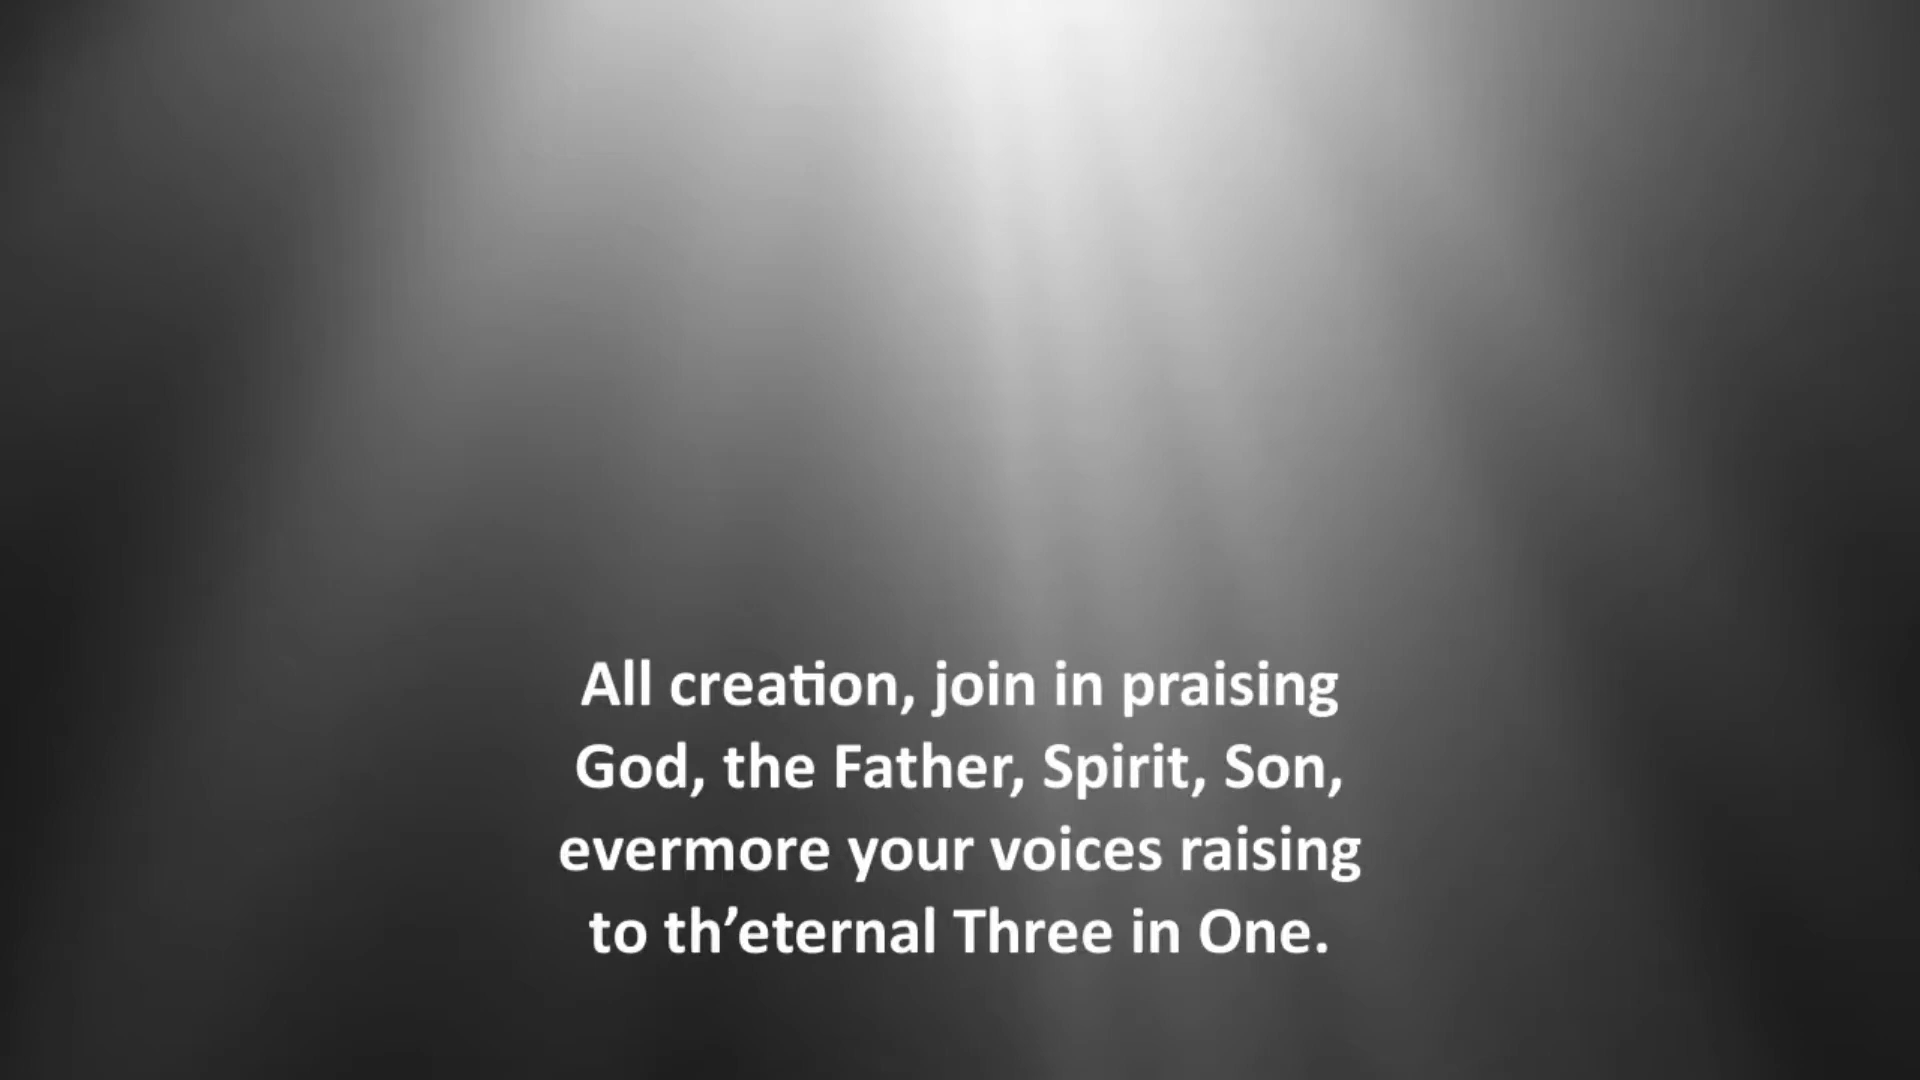 All creation, join in praising
God, the Father, Spirit, Son,
evermore your voices raising
to th’eternal Three in One.